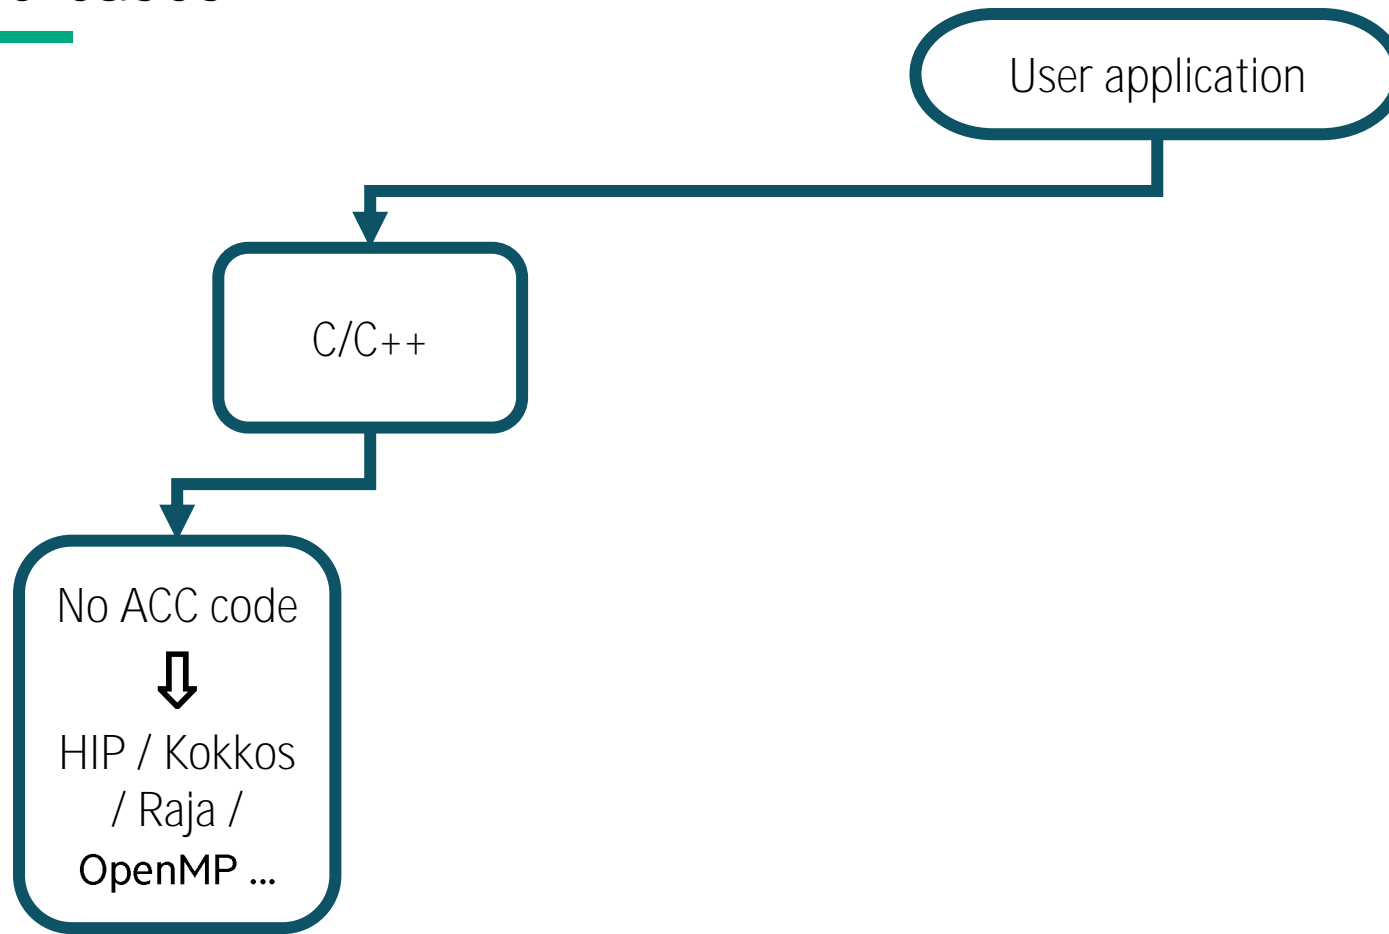 User application
C/C++
No ACC code
⇩
HIP / Kokkos
/ Raja /
OpenMP ...